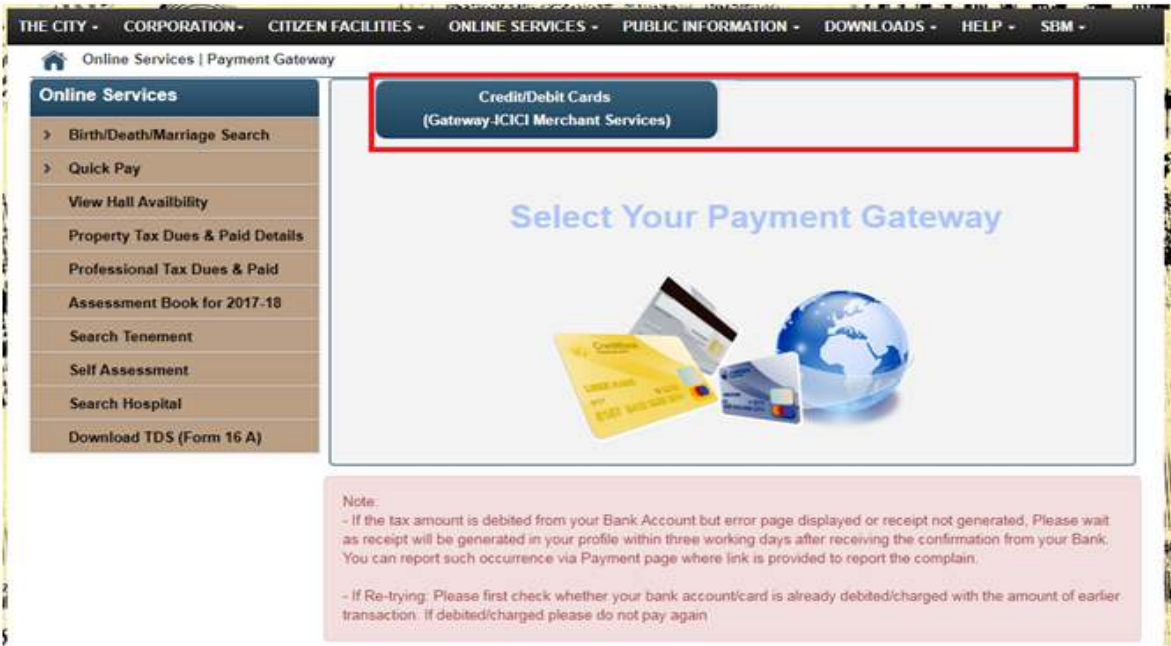 THE CITY - CORPORATION- CITIZEN FACILITIES - ONLINE SERVICES - PUBLIC INFORMATION - DOWNLOADS - HELP - SBM -
Online Services | Payment Gateway
Online Services
> Birth/Death/Marriage Search
> Quick Pay
View Hall Availbility
Property Tax Dues & Paid Details
Professional Tax Dues & Paid
Assessment Book for 2017-18
Search Tenement
Self Assessment
Search Hospital
Download TDS (Form 16 A)
Credit/Debit Cards
(Gateway-ICICI Merchant Services)
Select Your Payment Gateway
Note:
- If the tax amount is debited from your Bank Account but error page displayed or receipt not generated, Please wait
as receipt will be generated in your profile within three working days after receiving the confirmation from your Bank.
You can report such occurrence via Payment page where link is provided to report the complain.
- If Re-trying: Please first check whether your bank account/card is already debited/charged with the amount of earlier
transaction. If debited/charged please do not pay again